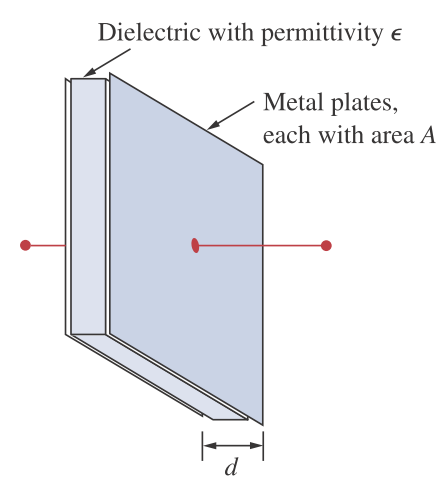 Dielectric with permittivity ϵ
Metal plates,
each with area A
d